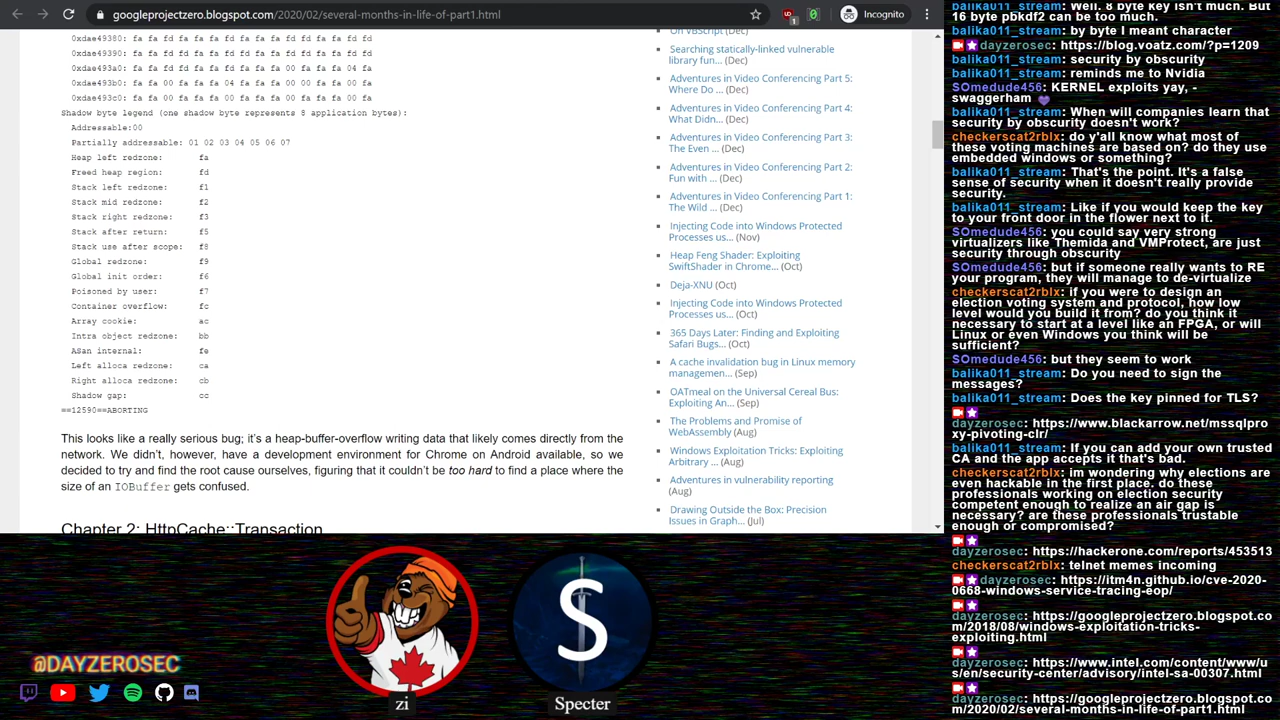 googleprojectzero.blogspot.com/2020/02/several-months-in-life-of-part1.html
1
Incognito
0xdae49380: fa fa fd fa fa fa fd fa fa fa fd fa fa fa fd fd
0xdae49390: fa fa fd fa fa fa fd fa fa fa fd fd fa fa fd fd
0xdae493a0: fa fa fd fd fa fa fd fd fa fa 00 fa fa fa 04 fa
0xdae493b0: fa fa 00 fa fa fa 04 fa fa fa 00 00 fa fa 00 fa
0xdae493c0: fa fa 00 fa fa fa 00 fa fa fa 00 fa fa fa 00 fa
Shadow byte legend (one shadow byte represents 8 application bytes):
Addressable:00
Partially addressable: 01 02 03 04 05 06 07
Heap left redzone: fa
Freed heap region: fd
Stack left redzone: f1
Stack mid redzone: f2
Stack right redzone: f3
Stack after return: f5
Stack use after scope: f8
Global redzone: f9
Global init order: f6
Poisoned by user: f7
Container overflow: fc
Array cookie: ac
Intra object redzone: bb
ASan internal: fe
Left alloca redzone: ca
Right alloca redzone: cb
Shadow gap: cc
==12590==ABORTING
This looks like a really serious bug; it's a heap-buffer-overflow writing data that likely comes directly from the
network. We didn't, however, have a development environment for Chrome on Android available, so we
decided to try and find the root cause ourselves, figuring that it couldn't be too hard to find a place where the
size of an IOBuffer gets confused.
Chapter 2: HttpCache::Transaction
On VBScript (Dec)
Searching statically-linked vulnerable
library fun... (Dec)
Adventures in Video Conferencing Part 5:
Where Do ... (Dec)
Adventures in Video Conferencing Part 4:
What Didn... (Dec)
Adventures in Video Conferencing Part 3:
The Even ... (Dec)
Adventures in Video Conferencing Part 2:
Fun with ... (Dec)
Adventures in Video Conferencing Part 1:
The Wild ... (Dec)
Injecting Code into Windows Protected
Processes us... (Nov)
Heap Feng Shader: Exploiting
SwiftShader in Chrome... (Oct)
Deja-XNU (Oct)
Injecting Code into Windows Protected
Processes us... (Oct)
365 Days Later: Finding and Exploiting
Safari Bugs... (Oct)
A cache invalidation bug in Linux memory
managemen... (Sep)
OATmeal on the Universal Cereal Bus:
Exploiting An... (Sep)
The Problems and Promise of
WebAssembly (Aug)
Windows Exploitation Tricks: Exploiting
Arbitrary ... (Aug)
Adventures in vulnerability reporting
(Aug)
Drawing Outside the Box: Precision
Issues in Graph... (Jul)
balika011_stream: Well. 8 byte key isn't much. But
16 byte pbkdf2 can be too much.
balika011_stream: by byte I meant character
dayzerosec: https://blog.voatz.com/?p=1209
balika011_stream: security by obscurity
balika011_stream: reminds me to Nvidia
SOmedude456: KERNEL exploits yay, -
swaggerham
balika011_stream: When will companies learn that
security by obscurity doesn't work?
checkerscat2rblx: do y'all know what most of
these voting machines are based on? do they use
embedded windows or something?
balika011_stream: That's the point. It's a false
sense of security when it doesn't really provide
security.
balika011_stream: Like if you would keep the key
to your front door in the flower next to it.
SOmedude456: you could say very strong
virtualizers like Themida and VMProtect, are just
security through obscurity
SOmedude456: but if someone really wants to RE
your program, they will manage to de-virtualize
checkerscat2rblx: if you were to design an
election voting system and protocol, how low
level would you build it from? do you think it
necessary to start at a level like an FPGA, or will
Linux or even Windows you think will be
sufficient?
SOmedude456: but they seem to work
balika011_stream: Do you need to sign the
messages?
balika011_stream: Does the key pinned for TLS?
dayzerosec:
https://www.blackarrow.net/mssqlpro
xy-pivoting-clr/
balika011_stream: If you can add your own trusted
CA and the app accepts it that's bad.
checkerscat2rblx: im wondering why elections are
even hackable in the first place. do these
professionals working on election security
competent enough to realize an air gap is
necessary? are these professionals trustable
enough or compromised?
dayzerosec: https://hackerone.com/reports/453513
checkerscat2rblx: telnet memes incoming
dayzerosec: https://itm4n.github.io/cve-2020-
0668-windows-service-tracing-eop/
dayzerosec: https://googleprojectzero.blogspot.co
m/2018/08/windows-exploitation-tricks-
exploiting.html
dayzerosec: https://www.intel.com/content/www/u
s/en/security-center/advisory/intel-sa-00307.html
dayzerosec: https://googleprojectzero.blogspot.co
m/2020/02/several-months-in-life-of-part1.html
@DAYZEROSEC
zi
S
Specter